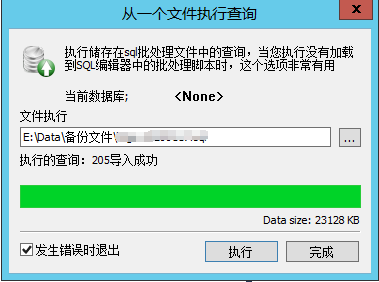 从一个文件执行查询
执行储存在sql批处理文件中的查询，当您执行没有加载
到SQL编辑器中的批处理脚本时，这个选项非常有用
当前数据库; <None>
文件执行
E:\Data\备份文件\
...
执行的查询：205导入成功
Data size: 23128 KB
发生错误时退出
执行
完成